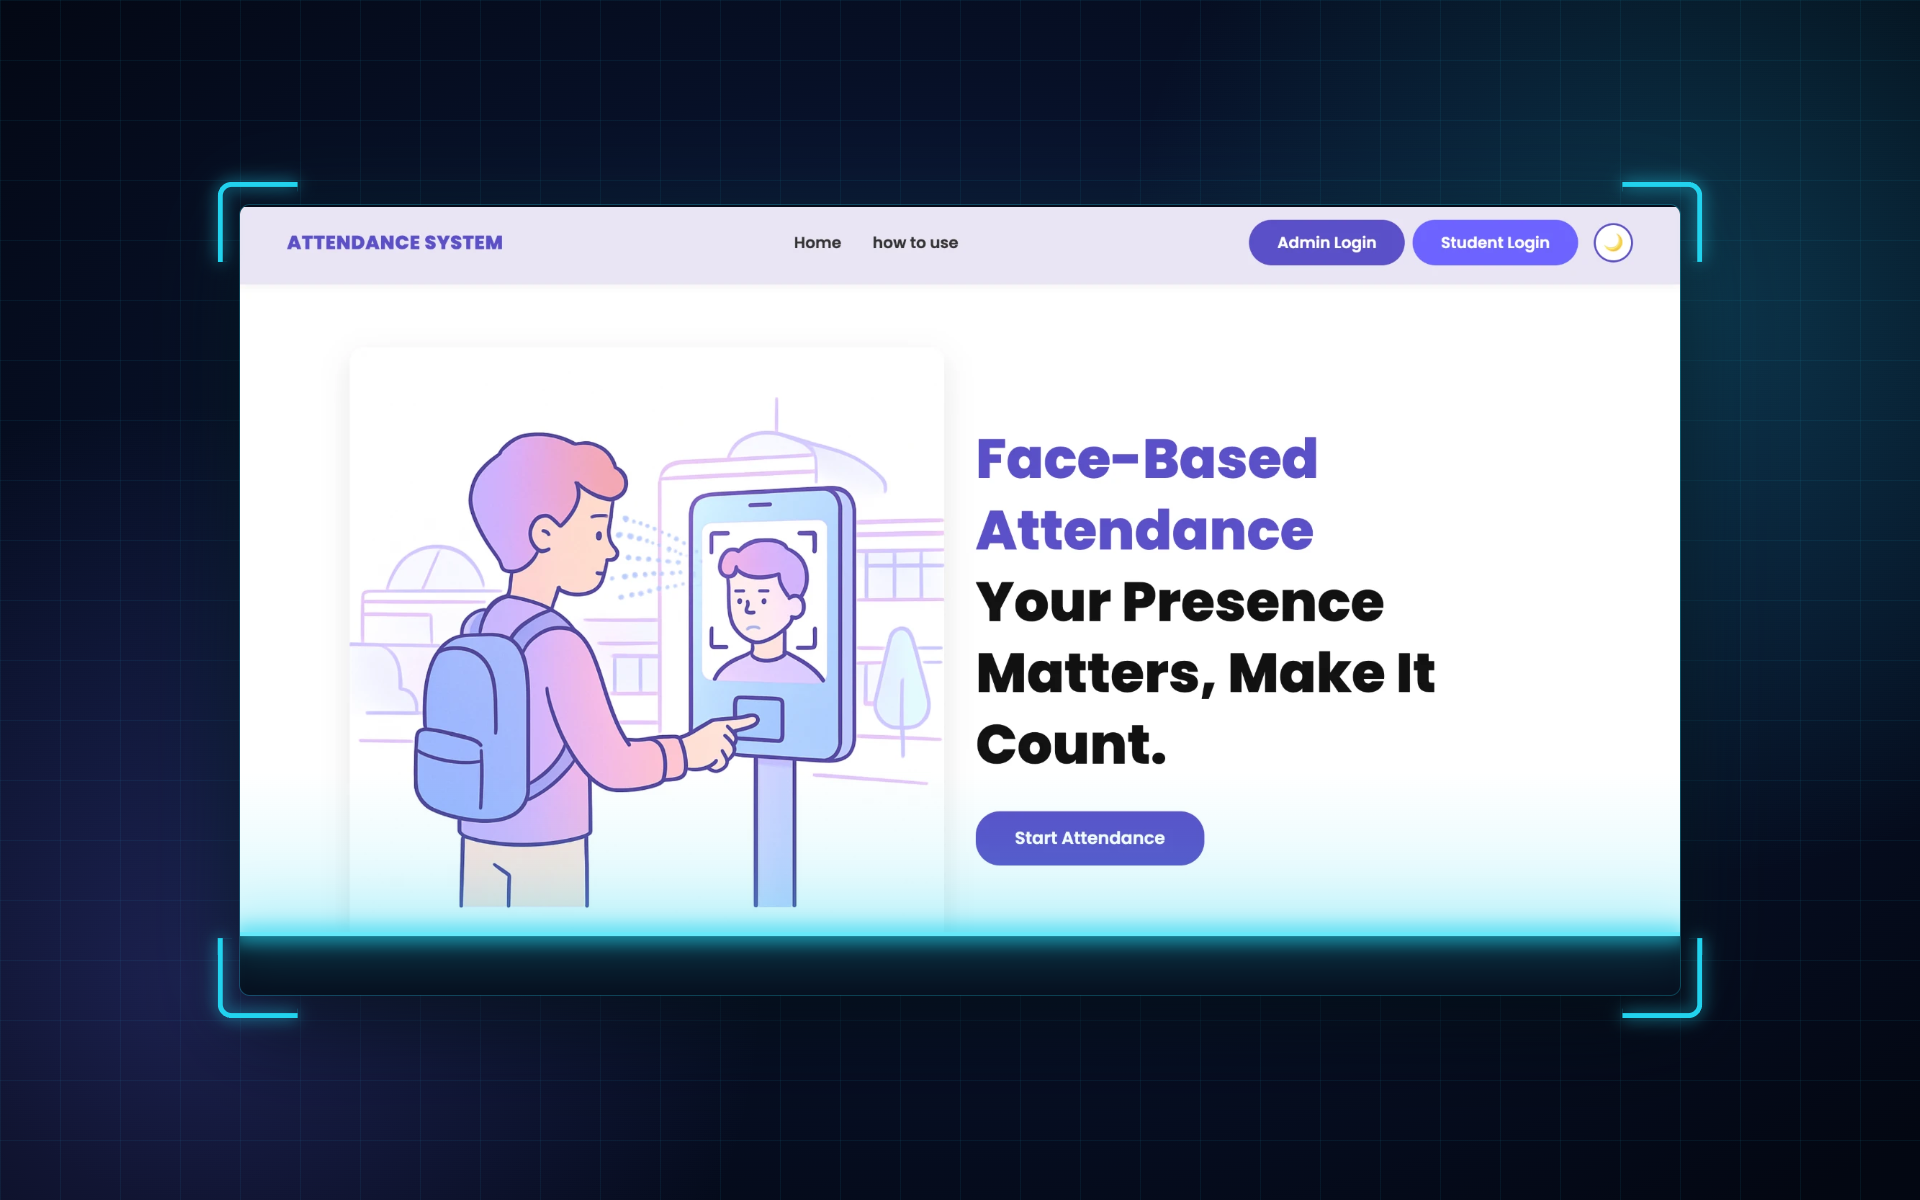 ATTENDANCE SYSTEM
Home
how to use
Admin Login
Student Login
Face-Based
Attendance
Your Presence
Matters, Make It
Count.
Start Attendance